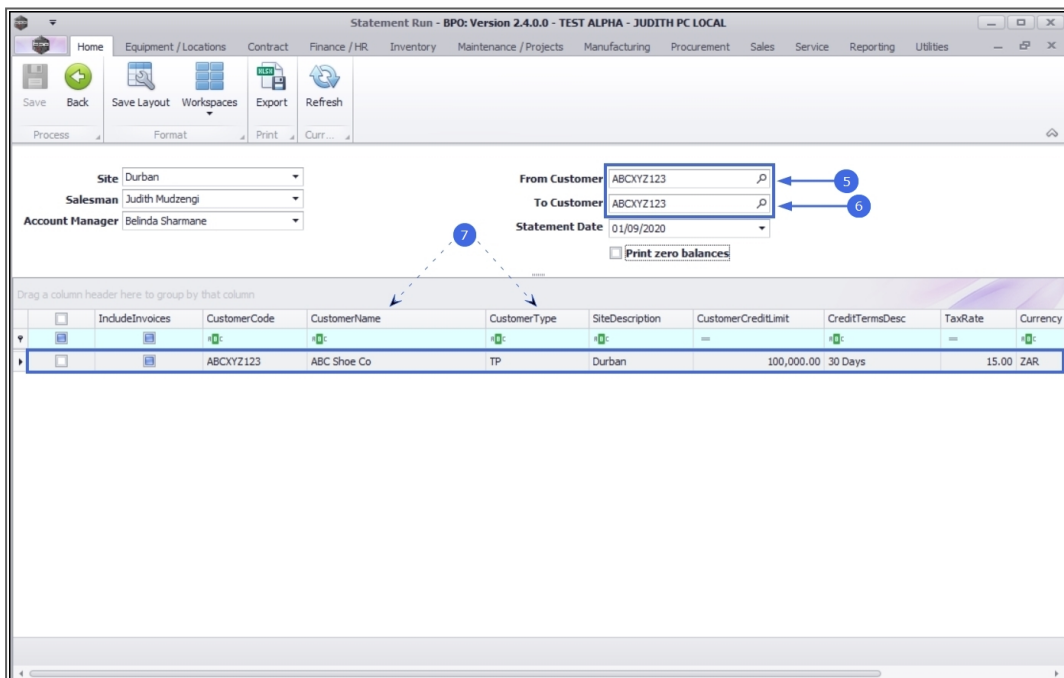 Statement Run - BPO: Version 2.4.0.0 - TEST ALPHA - JUDITH PC LOCAL
Home Equipment / Locations Contract Finance / HR Inventory Maintenance / Projects Manufacturing Procurement Sales Service Reporting Utilities
Save Back Save Layout Workspaces Export Refresh
Process Format Print Curr...
Site Durban
Salesman Judith Mudzengi
Account Manager Belinda Sharmane
From Customer ABCXYZ123 5
To Customer ABCXYZ123 6
Statement Date 01/09/2020
Print zero balances
7
Drag a column header here to group by that column
IncludeInvoices CustomerCode CustomerName CustomerType SiteDescription CustomerCreditLimit CreditTermsDesc TaxRate Currency
ABCXYZ123 ABC Shoe Co TP Durban 100,000.00 30 Days 15.00 ZAR